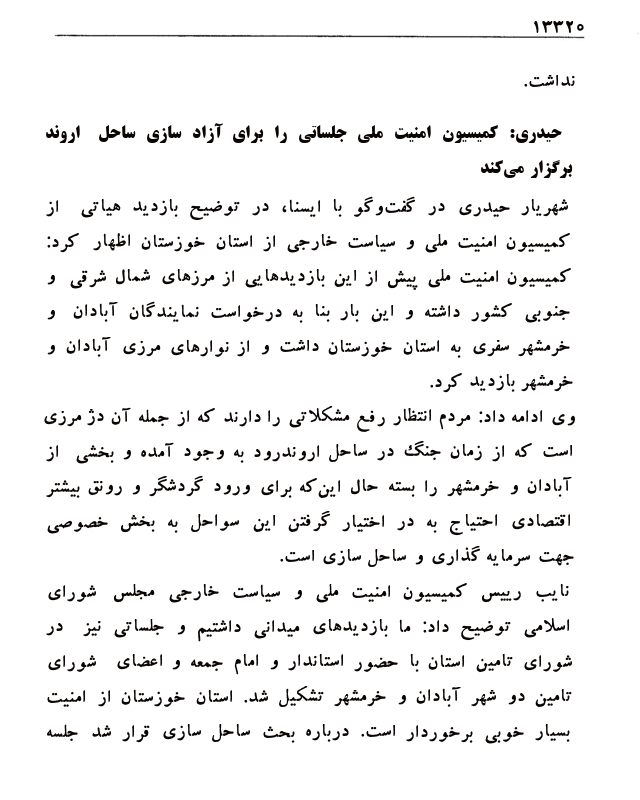 ۱۳۳۲۰
نداشت.
حیدری: کمیسیون امنیت ملی جلساتی را برای آزاد سازی ساحل اروند
برگزار می‌کند
شهریار حیدری در گفت‌وگو با ایسنا، در توضیح بازدید هیاتی از
کمیسیون امنیت ملی و سیاست خارجی از استان خوزستان اظهار کرد:
کمیسیون امنیت ملی پیش از این بازدیدهایی از مرزهای شمال شرقی و
جنوبی کشور داشته و این بار بنا به درخواست نمایندگان آبادان و
خرمشهر سفری به استان خوزستان داشت و از نوارهای مرزی آبادان و
خرمشهر بازدید کرد.
وی ادامه داد: مردم انتظار رفع مشکلاتی را دارند که از جمله آن دژ مرزی
است که از زمان جنگ در ساحل اروندرود به وجود آمده و بخشی از
آبادان و خرمشهر را بسته حال این‌که برای ورود گردشگر و رونق بیشتر
اقتصادی احتیاج به در اختیار گرفتن این سواحل به بخش خصوصی
جهت سرمایه گذاری و ساحل سازی است.
نایب رییس کمیسیون امنیت ملی و سیاست خارجی مجلس شورای
اسلامی توضیح داد: ما بازدیدهای میدانی داشتیم و جلساتی نیز در
شورای تامین استان با حضور استاندار و امام جمعه و اعضای شورای
تامین دو شهر آبادان و خرمشهر تشکیل شد. استان خوزستان از امنیت
بسیار خوبی برخوردار است. درباره بحث ساحل سازی قرار شد جلسه